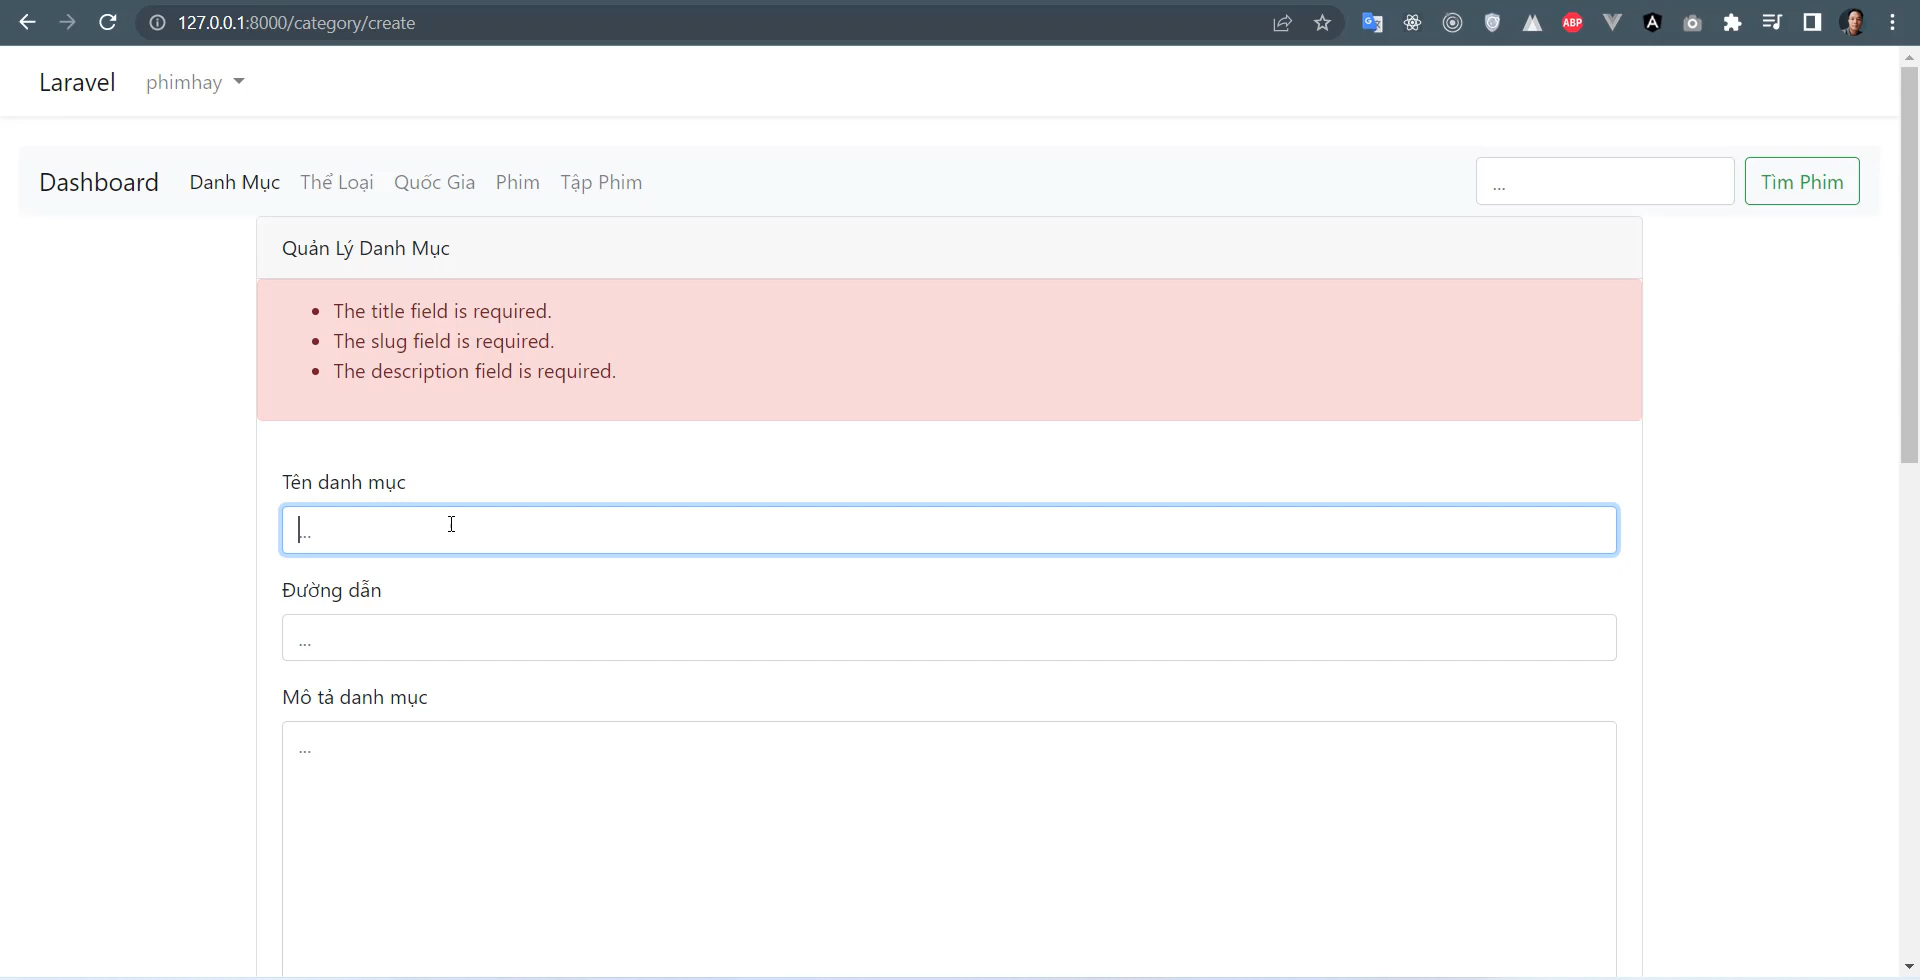 127.0.0.1:8000/category/create
ABP
Laravel phimhay
Dashboard Danh Mục Thể Loại Quốc Gia Phim Tập Phim ... Tìm Phim
Quản Lý Danh Mục
The title field is required.
The slug field is required.
The description field is required.
Tên danh mục
...
Đường dẫn
...
Mô tả danh mục
...